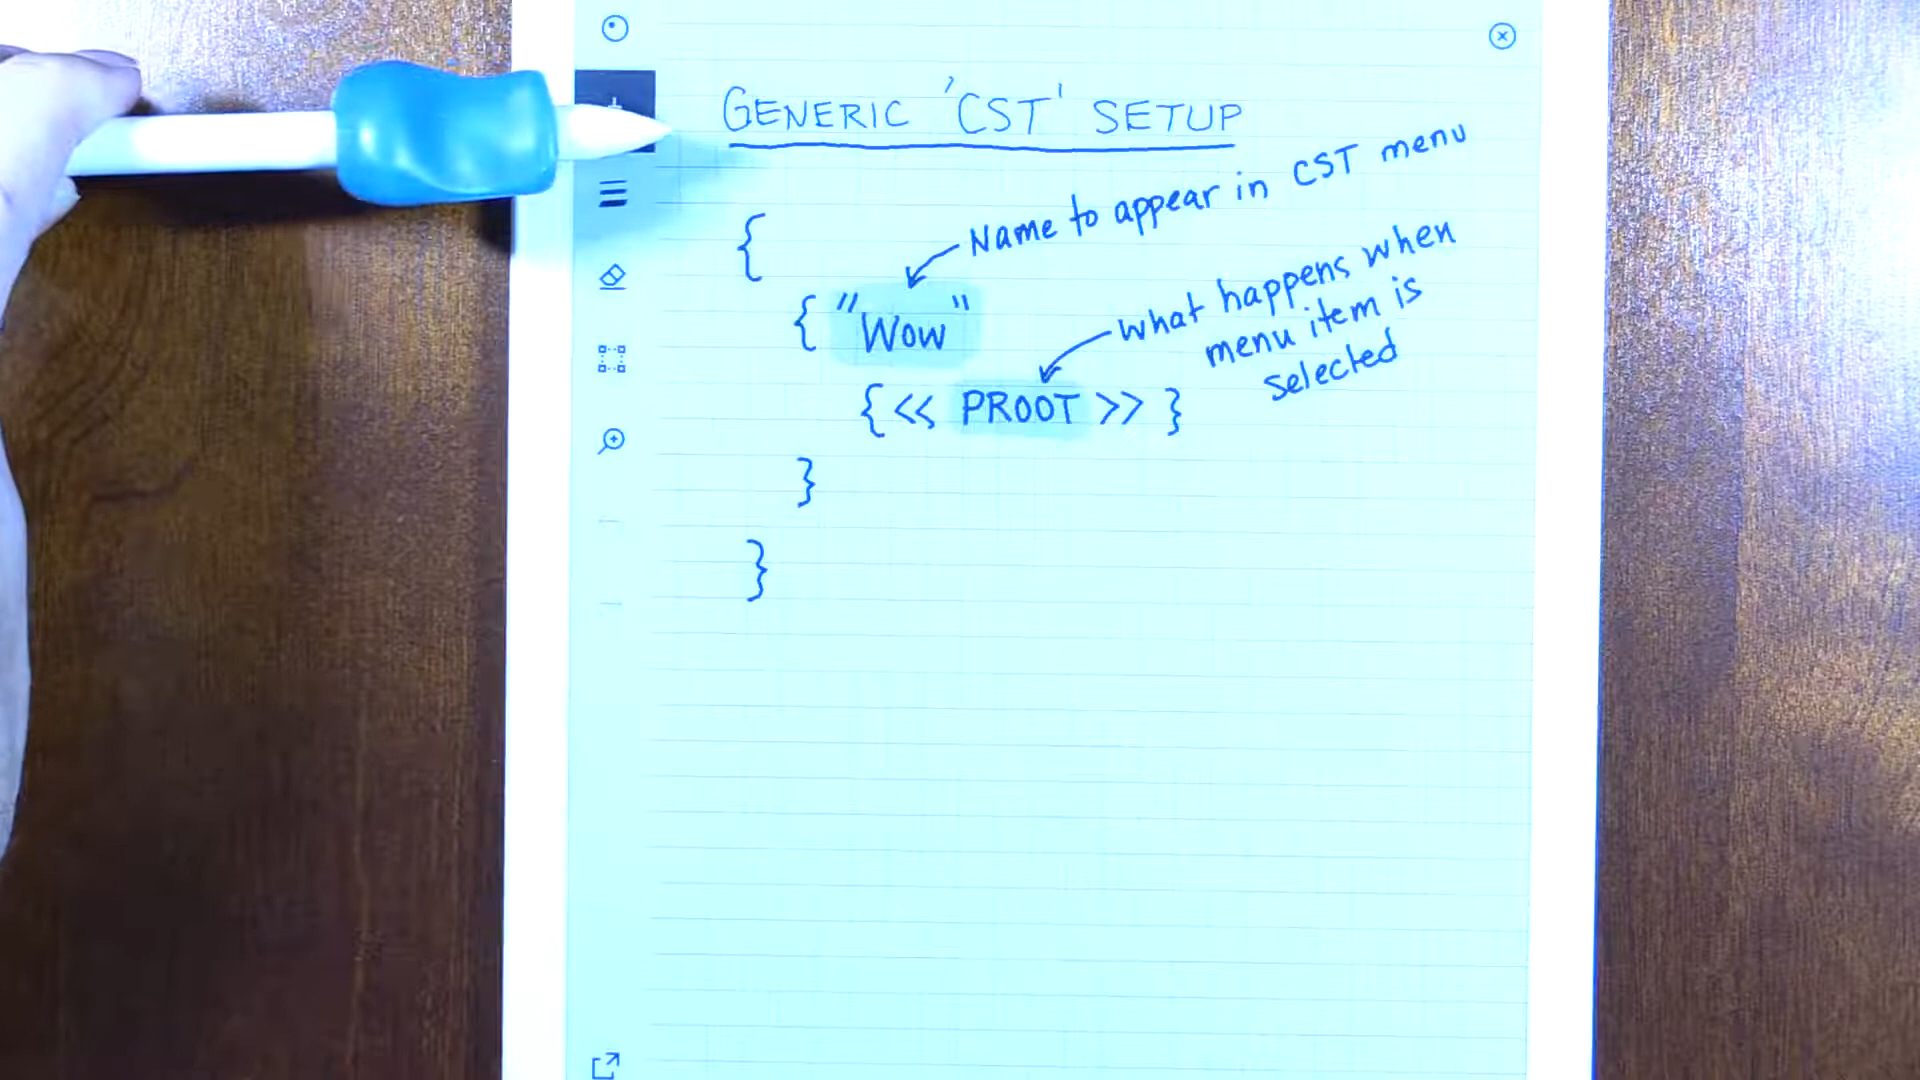 GENERIC 'CST' SETUP
{
Name to appear in CST menu
{ "Wow"
What happens when
menu item is
selected
{<< PROOT >>}
}
}